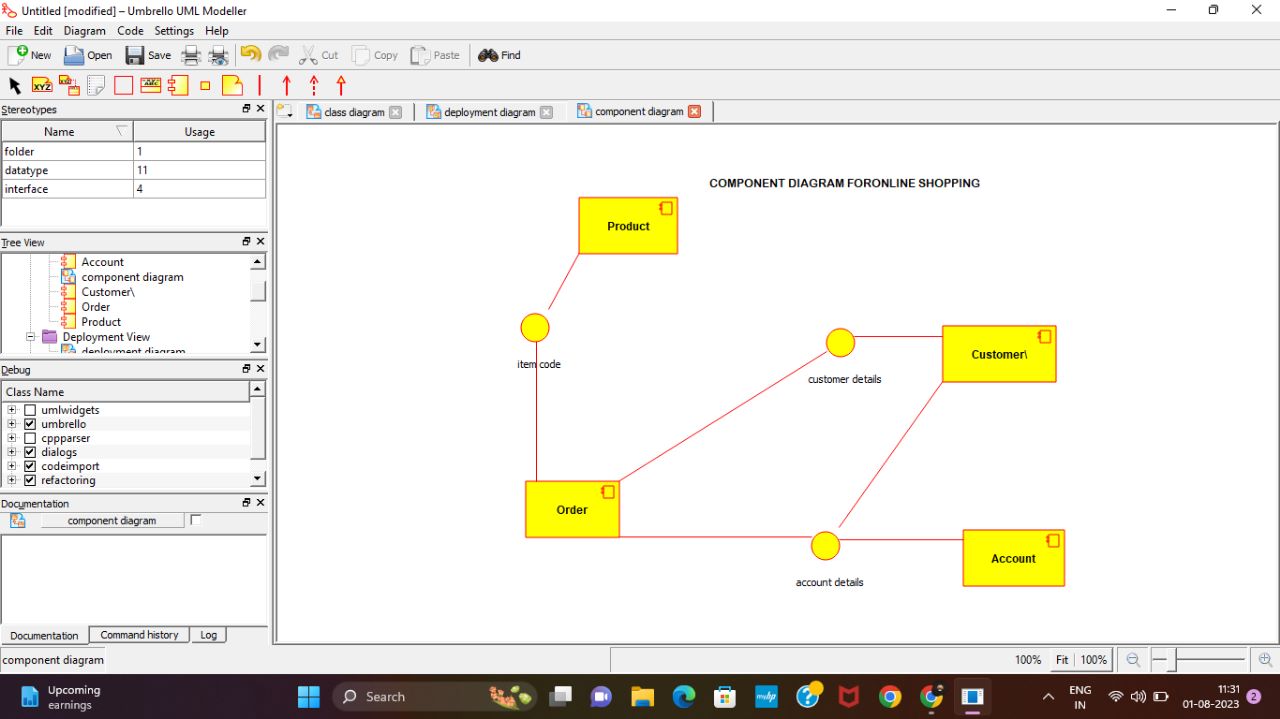 Untitled [modified] – Umbrello UML Modeller
File Edit Diagram Code Settings Help
New Open Save Cut Copy Paste Find
XYZ
ABC
Stereotypes
Name Usage
folder 1
datatype 11
interface 4
Tree View
Account
component diagram
Customer\
Order
Product
Deployment View
deployment diagram
Debug
Class Name
umlwidgets
umbrello
cppparser
dialogs
codeimport
refactoring
Documentation
component diagram
Documentation Command history Log
component diagram
class diagram deployment diagram component diagram
COMPONENT DIAGRAM FORONLINE SHOPPING
Product
item code
customer details
Customer\
Order
account details
Account
100% Fit 100%
Upcoming
earnings
Search
ENG
IN
11:31
01-08-2023
2